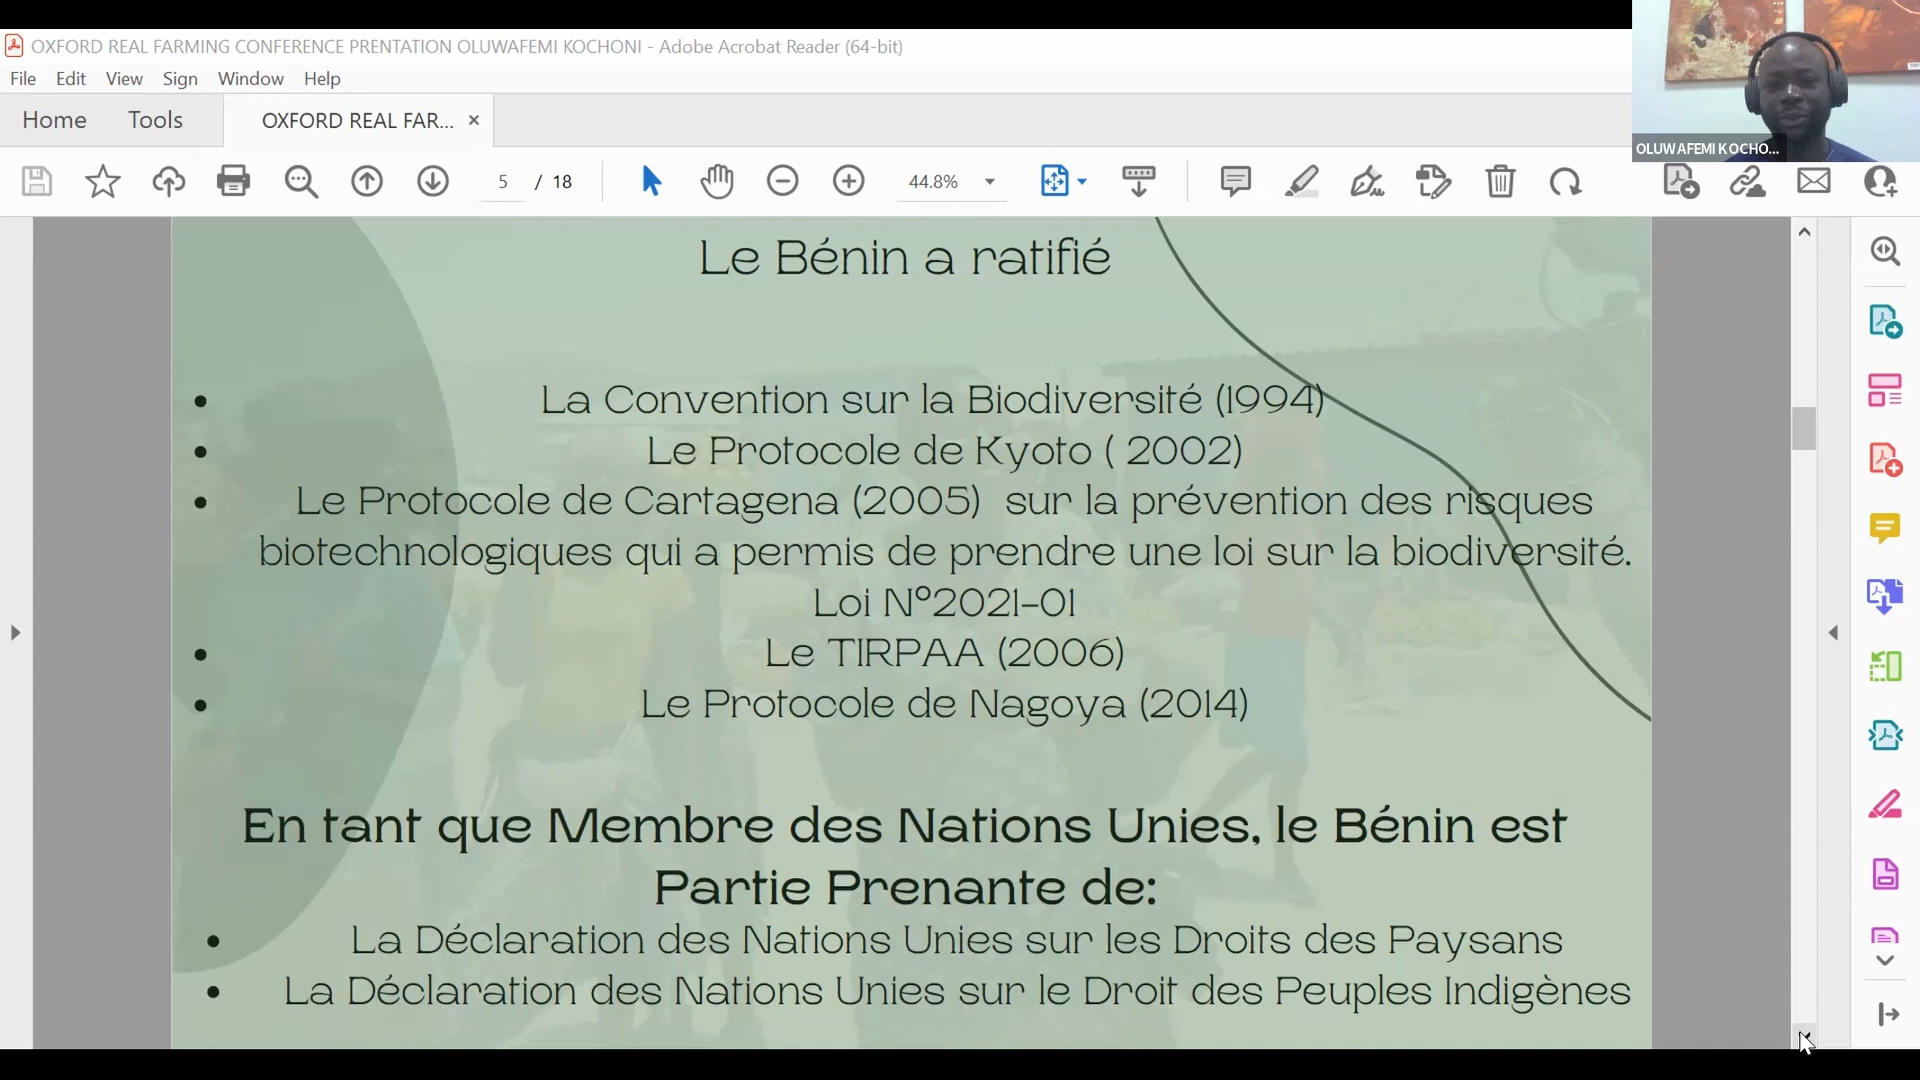 OXFORD REAL FARMING CONFERENCE PRENTATION OLUWAFEMI KOCHONI - Adobe Acrobat Reader (64-bit)
File Edit View Sign Window Help
Home Tools OXFORD REAL FAR... ×
OLUWAFEMI KOCHO...
5 / 18 44.8%
Le Bénin a ratifié
• La Convention sur la Biodiversité (1994)
• Le Protocole de Kyoto ( 2002)
• Le Protocole de Cartagena (2005) sur la prévention des risques
biotechnologiques qui a permis de prendre une loi sur la biodiversité.
Loi N°2021-01
• Le TIRPAA (2006)
• Le Protocole de Nagoya (2014)
En tant que Membre des Nations Unies, le Bénin est
Partie Prenante de:
• La Déclaration des Nations Unies sur les Droits des Paysans
• La Déclaration des Nations Unies sur le Droit des Peuples Indigènes